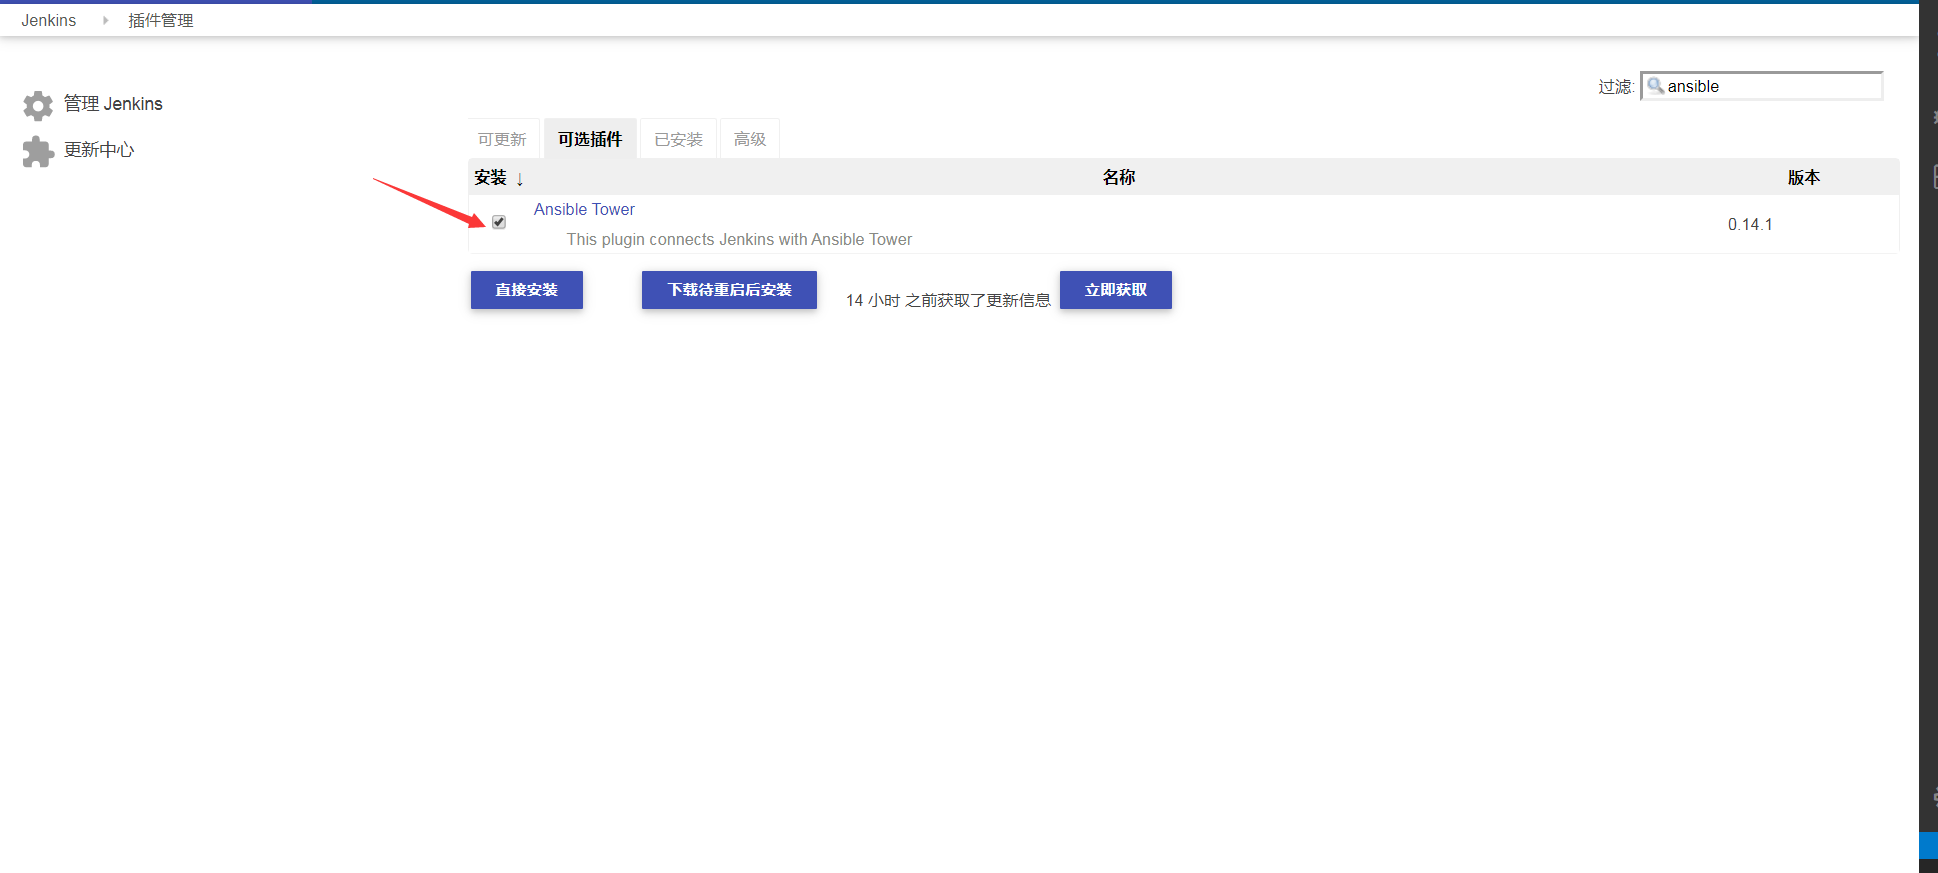 Jenkins 插件管理
管理 Jenkins
更新中心
过滤: ansible
可更新 可选插件 已安装 高级
安装 ↓ 名称 版本
Ansible Tower
This plugin connects Jenkins with Ansible Tower
0.14.1
直接安装 下载待重启后安装 14 小时 之前获取了更新信息 立即获取